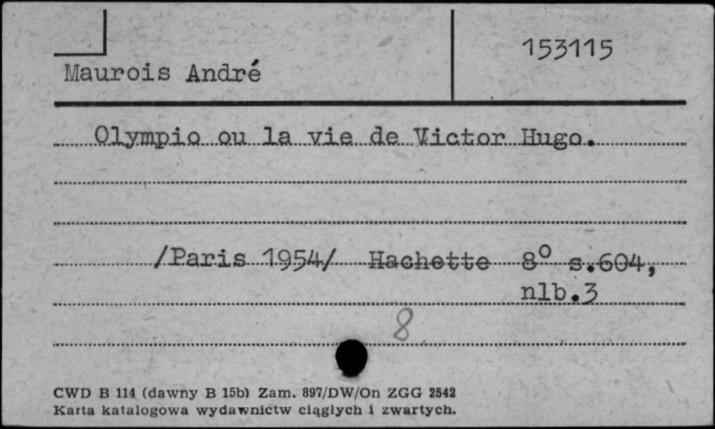 153115
Maurois André
Olympio ou la vie de Victor Hugo.
/Paris 1954/ Hachette 8° s.604,
nlb.3
8
CWD B 114 (dawny B 15b) Zam. 897/DW/On ZGG 2542
Karta katalogowa wydawnictw ciągłych i zwartych.